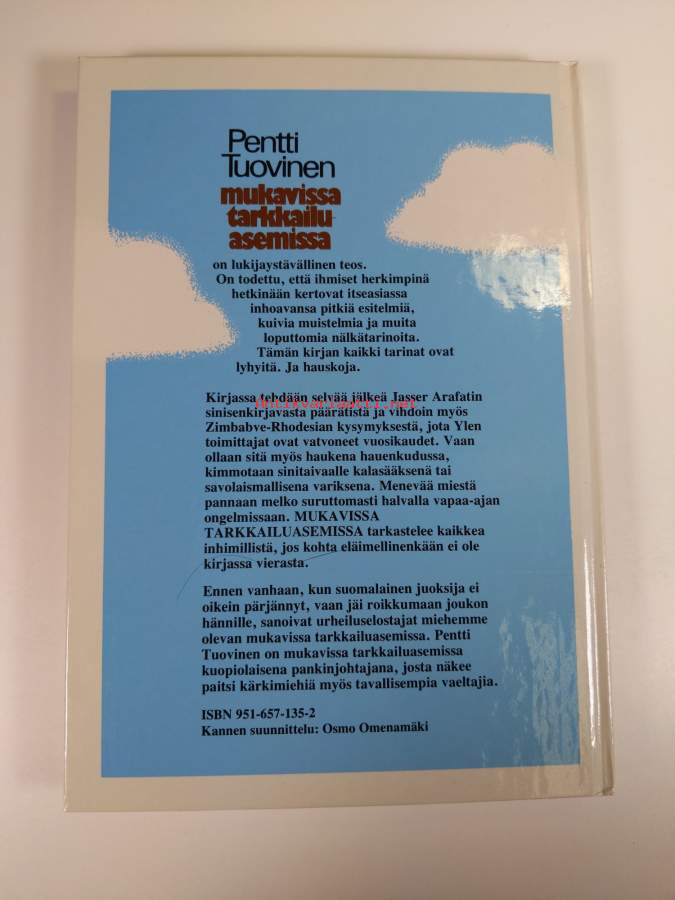 Pentti
Tuovinen
mukavissa
tarkkailu-
asemissa
on lukijaystävällinen teos.
On todettu, että ihmiset herkimpinä
hetkinään kertovat itseasiassa
inhoavansa pitkiä esitelmiä,
kuivia muistelmia ja muita
loputtomia nälkätarinoita.
Tämän kirjan kaikki tarinat ovat
lyhyitä. Ja hauskoja.
Kirjassa tehdään selvää jälkeä Jasser Arafatin
Antikvariaatti.net
sinisenkirjavasta päärätistä ja vihdoin myös
Zimbabve-Rhodesian kysymyksestä, jota Ylen
toimittajat ovat vatvoneet vuosikaudet. Vaan
ollaan sitä myös haukena hauenkudussa,
kimmotaan sinitaivaalle kalasääksenä tai
savolaismallisena variksena. Menevää miestä
pannaan melko suruttomasti halvalla vapaa-ajan
ongelmissaan. MUKAVISSA
TARKKAILUASEMISSA tarkastelee kaikkea
inhimillistä, jos kohta eläimellinenkään ei ole
kirjassa vierasta.
Ennen vanhaan, kun suomalainen juoksija ei
oikein pärjännyt, vaan jäi roikkumaan joukon
hännille, sanoivat urheiluselostajat miehemme
olevan mukavissa tarkkailuasemissa. Pentti
Tuovinen on mukavissa tarkkailuasemissa
kuopiolaisena pankinjohtajana, josta näkee
paitsi kärkimiehiä myös tavallisempia vaeltajia.
ISBN 951-657-135-2
Kannen suunnittelu: Osmo Omenamäki